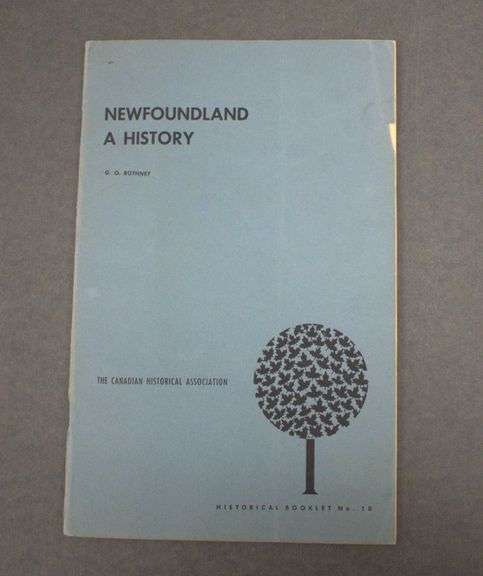 NEWFOUNDLAND
A HISTORY
G. O. ROTHNEY
THE CANADIAN HISTORICAL ASSOCIATION
HISTORICAL BOOKLET No. 10